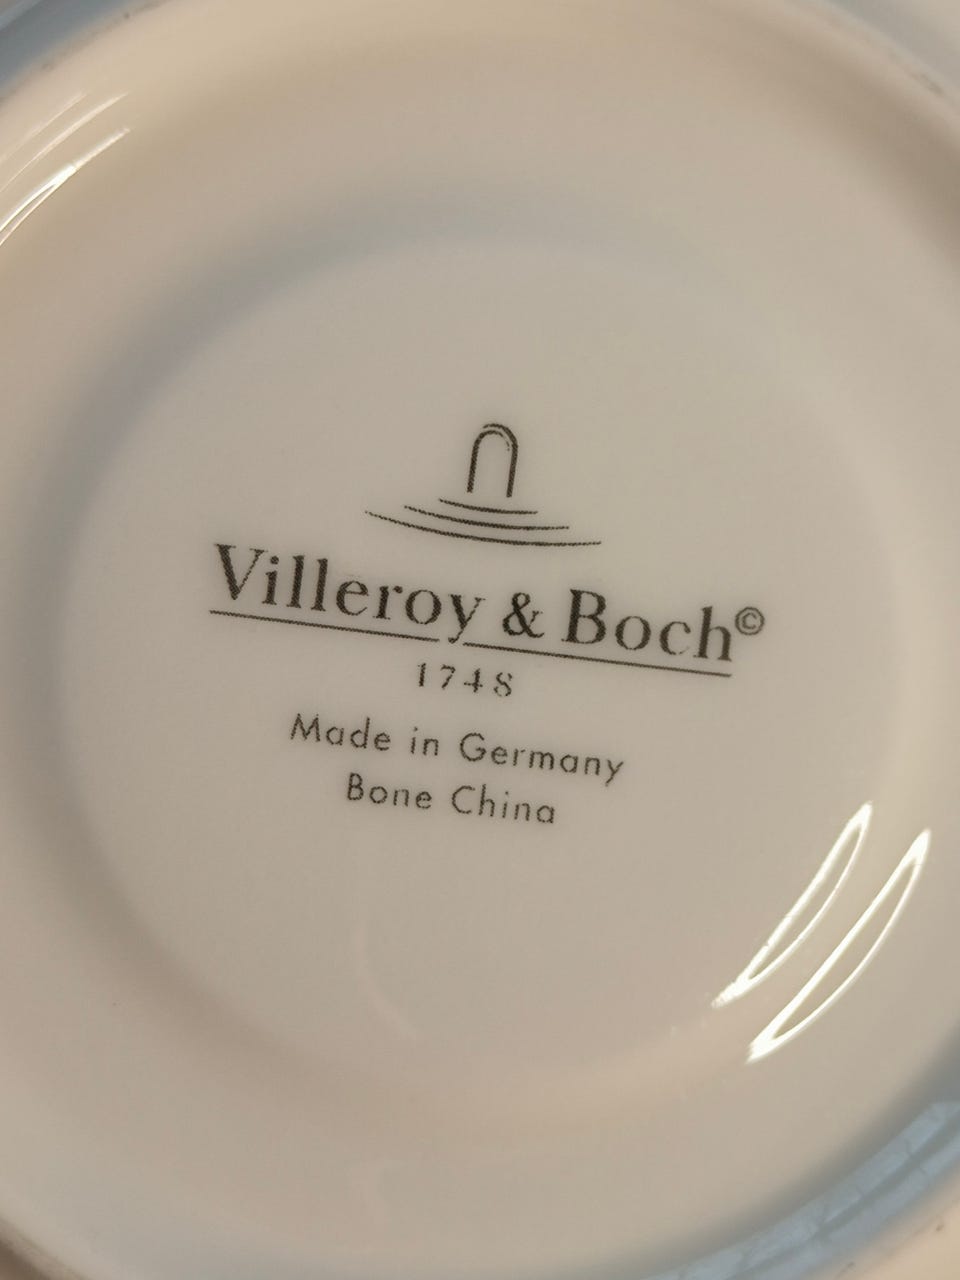 Villeroy & Boch©
1748
Made in Germany
Bone China